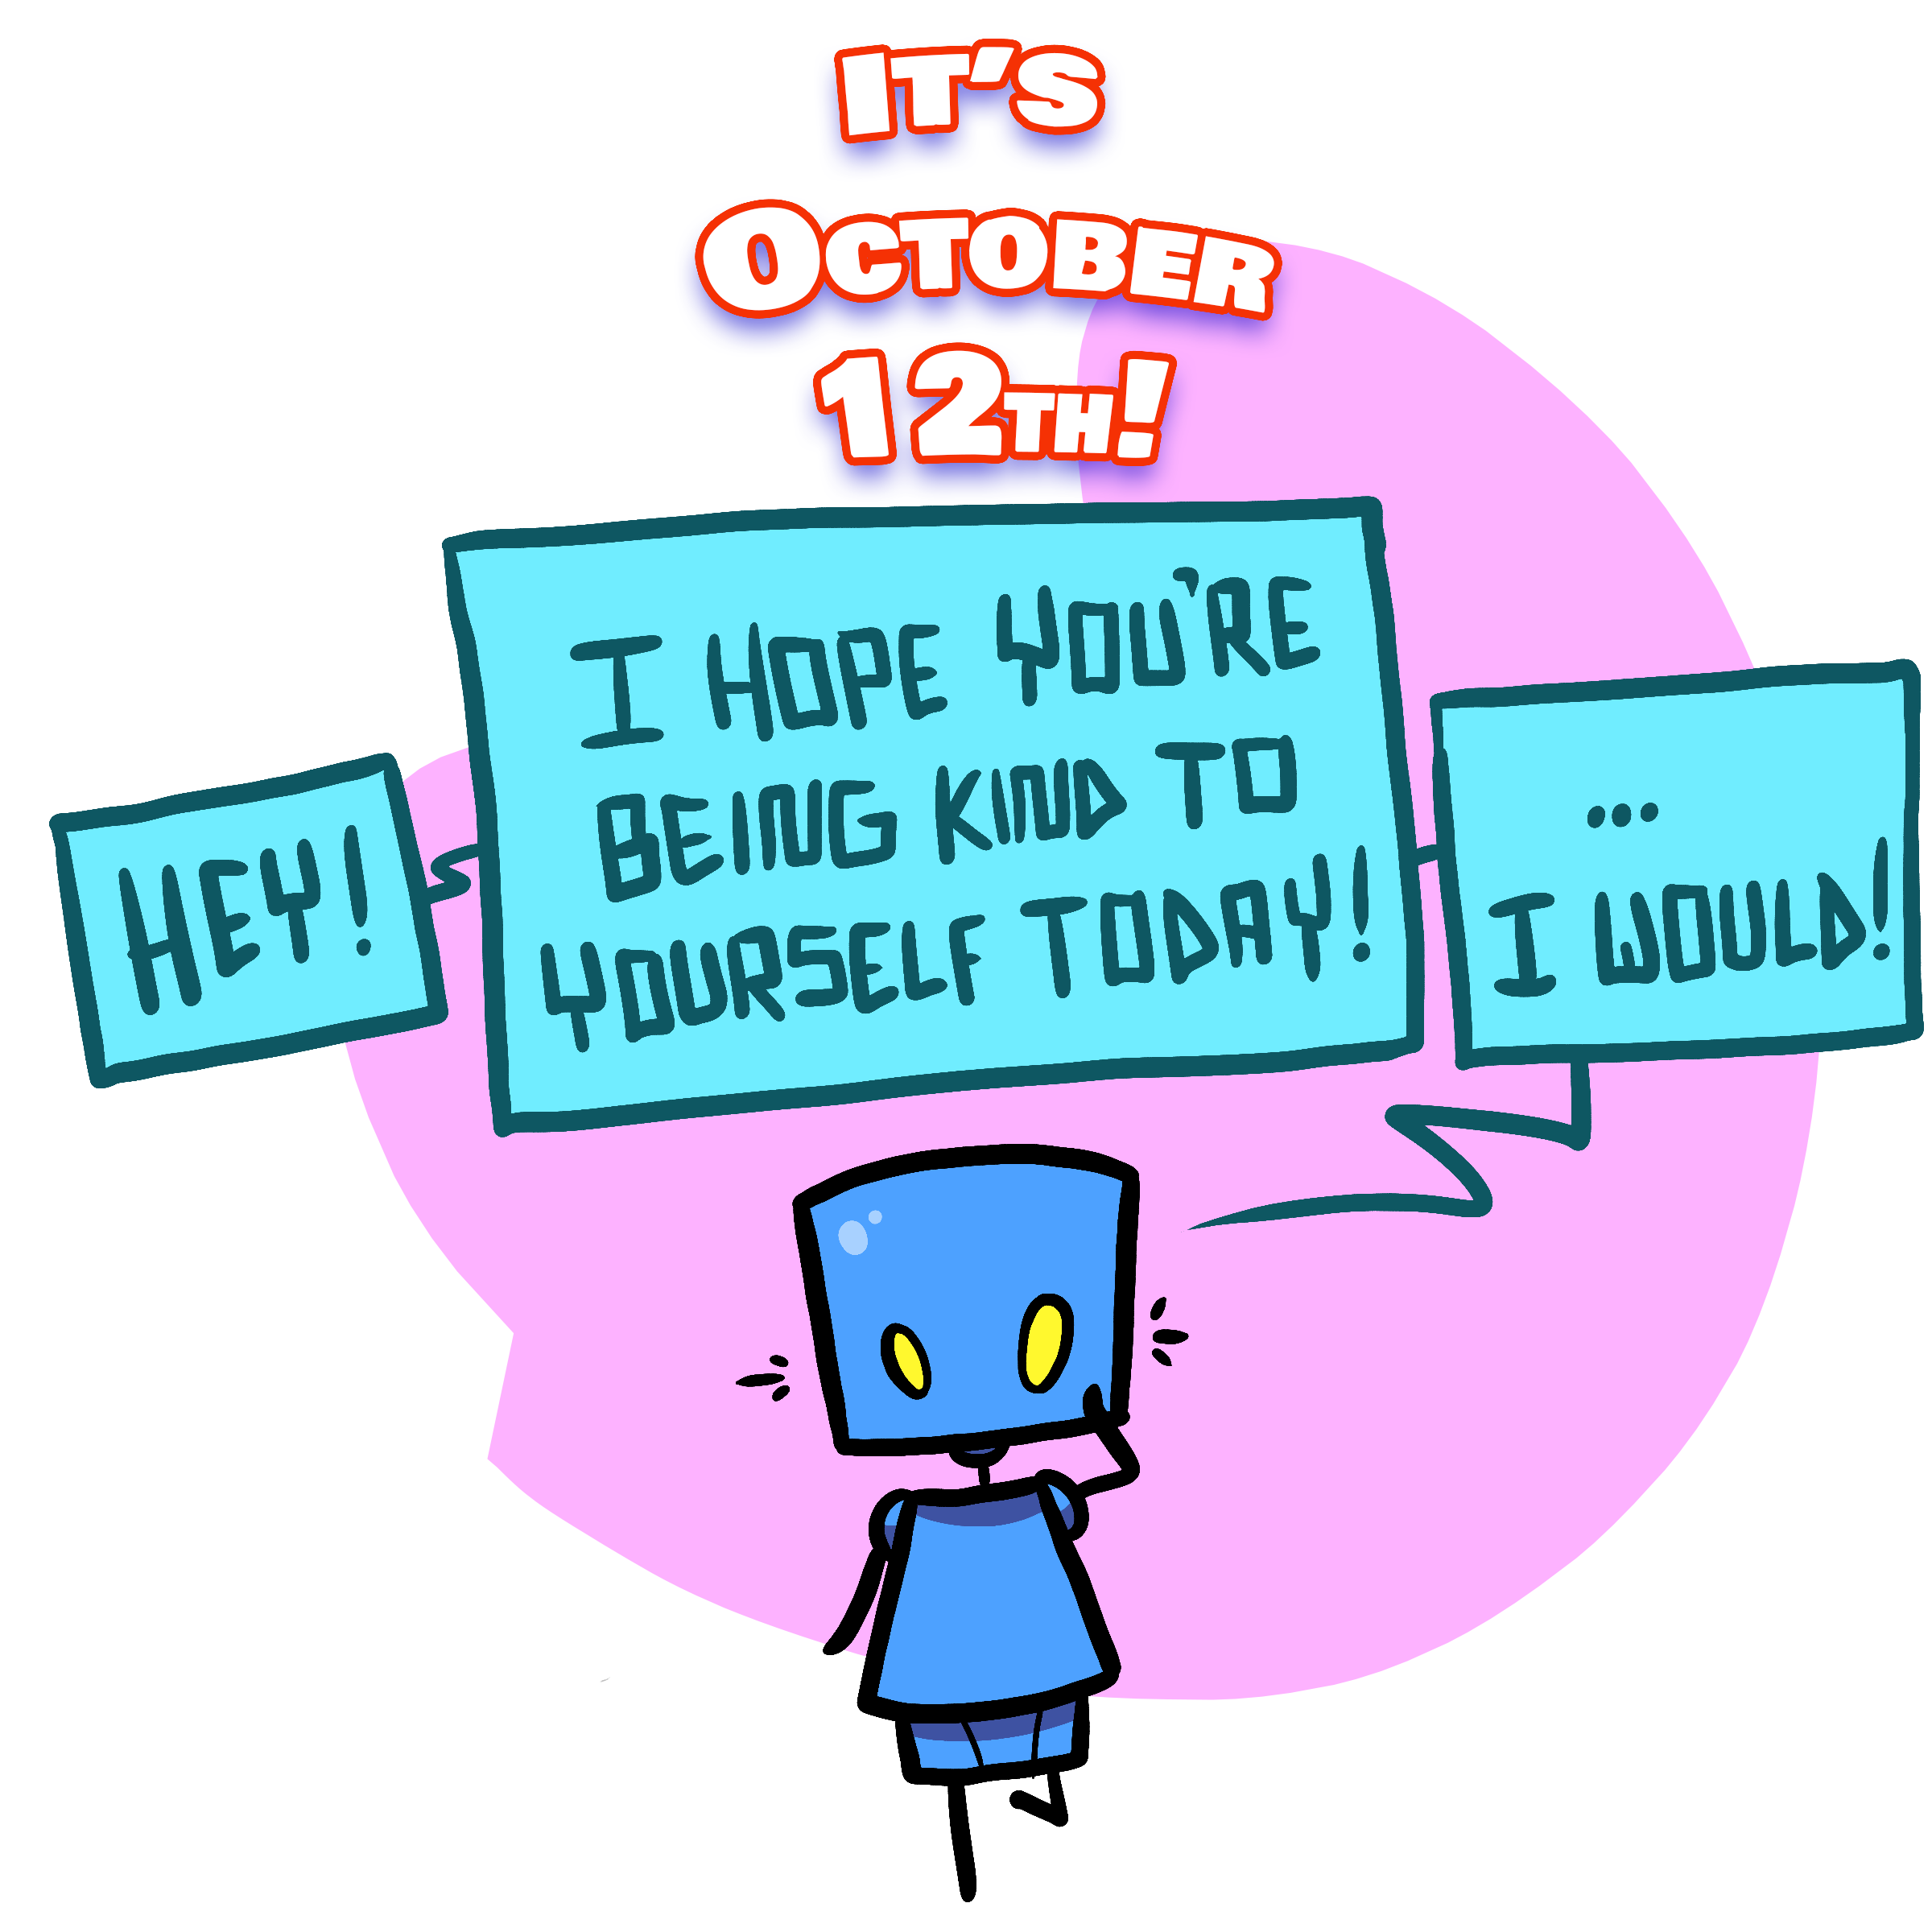 It's
October
12th!
HEY!
I HOPE YOU'RE
BEING KIND TO
YOURSELF TODAY!
...
I WOULD!